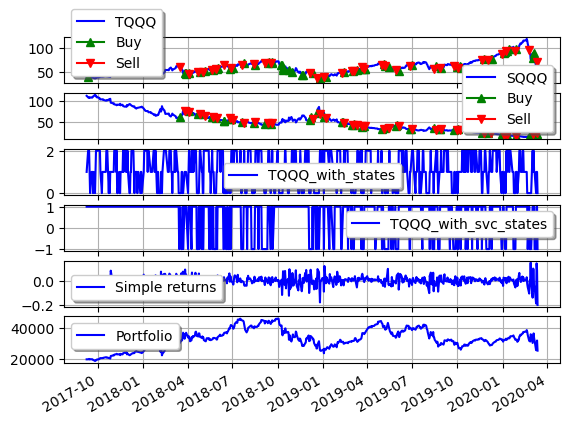 TQQQ
Buy
Sell
100
50
SQQQ
Buy
Sell
100
50
2
0
TQQQ_with_states
1
0
−1
TQQQ_with_svc_states
0.0
−0.2
Simple returns
40000
20000
Portfolio
2017-10 2018-01 2018-04 2018-07 2018-10 2019-01 2019-04 2019-07 2019-10 2020-01 2020-04